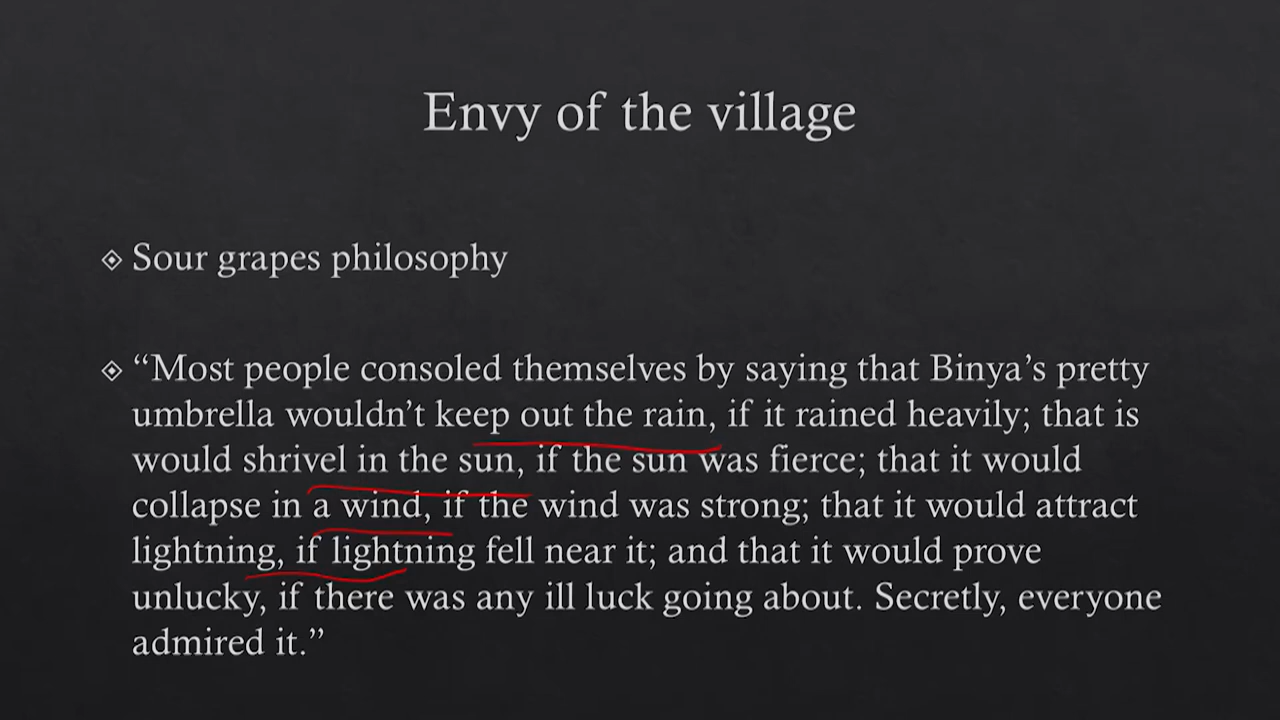 Envy of the village
Sour grapes philosophy
“Most people consoled themselves by saying that Binya’s pretty
umbrella wouldn’t keep out the rain, if it rained heavily; that is
would shrivel in the sun, if the sun was fierce; that it would
collapse in a wind, if the wind was strong; that it would attract
lightning, if lightning fell near it; and that it would prove
unlucky, if there was any ill luck going about. Secretly, everyone
admired it.”